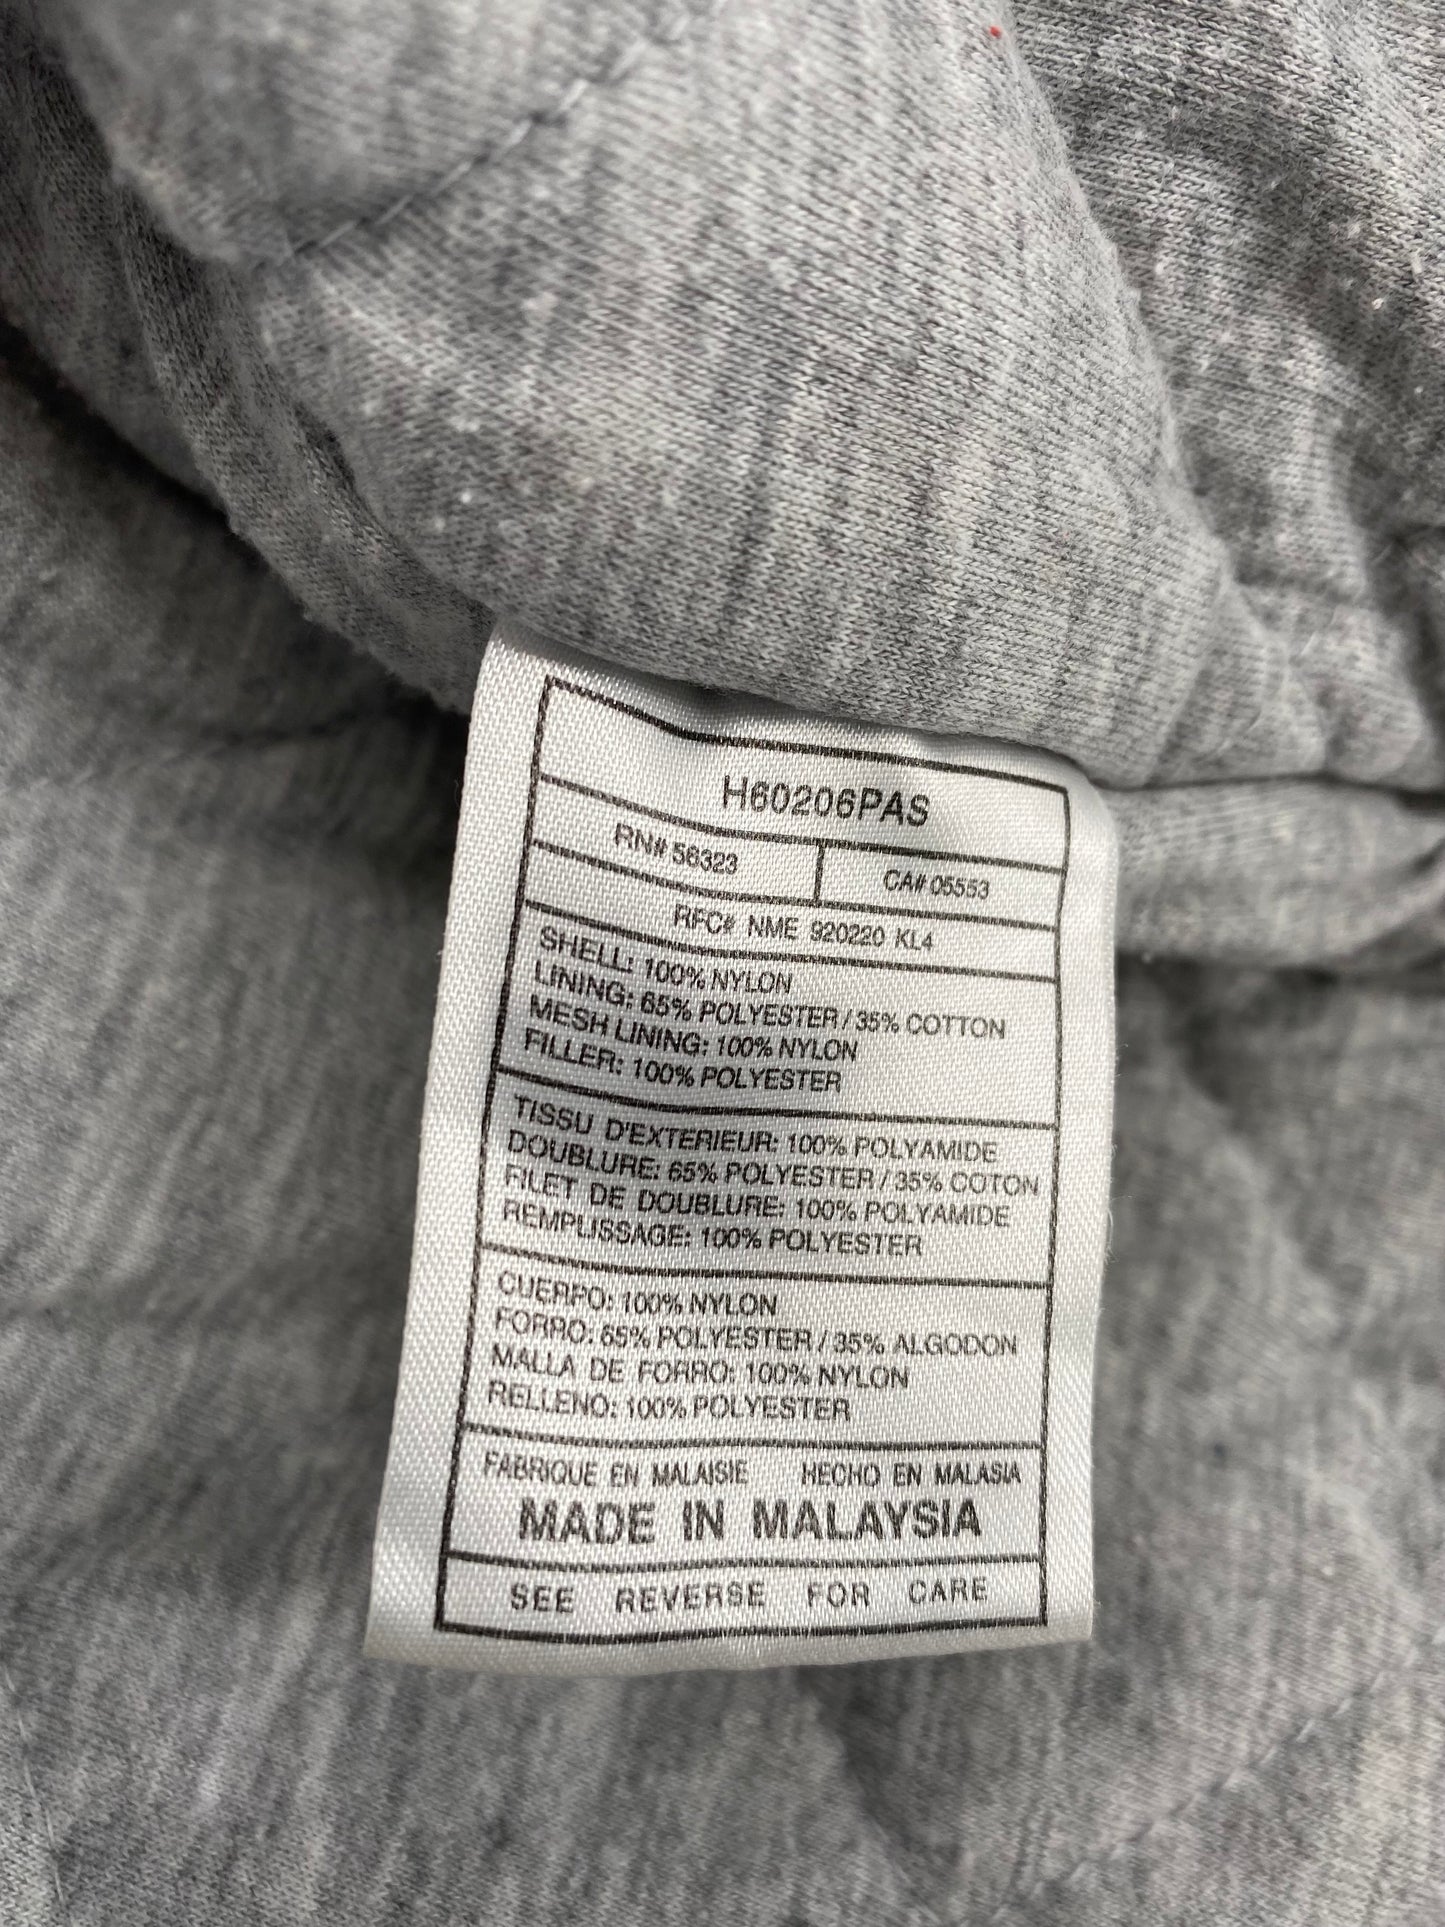 H60206PAS
RN# 56323 CA# 05553
RFC# NME 920220 KL4
SHELL: 100% NYLON
LINING: 65% POLYESTER / 35% COTTON
MESH LINING: 100% NYLON
FILLER: 100% POLYESTER
TISSU D'EXTERIEUR: 100% POLYAMIDE
DOUBLURE: 65% POLYESTER / 35% COTON
FILET DE DOUBLURE: 100% POLYAMIDE
REMPLISSAGE: 100% POLYESTER
CUERPO: 100% NYLON
FORRO: 65% POLYESTER / 35% ALGODON
MALLA DE FORRO: 100% NYLON
RELLENO: 100% POLYESTER
FABRIQUE EN MALAISIE HECHO EN MALASIA
MADE IN MALAYSIA
SEE REVERSE FOR CARE